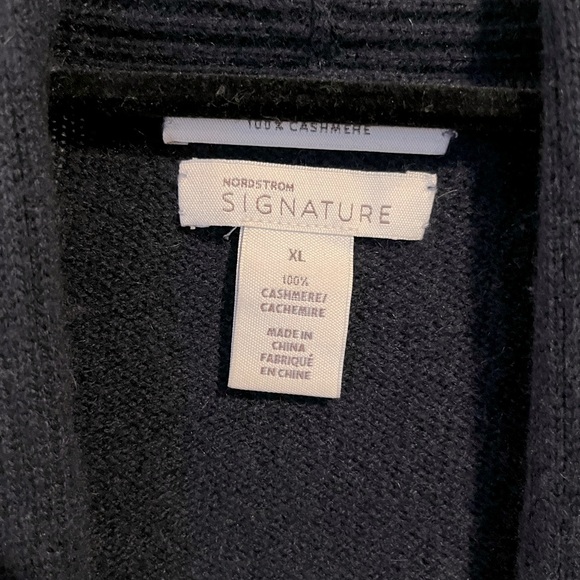 100% CASHMERE
NORDSTROM
SIGNATURE
XL
100%
CASHMERE/
CACHEMIRE
MADE IN
CHINA
FABRIQUÉ
EN CHINE